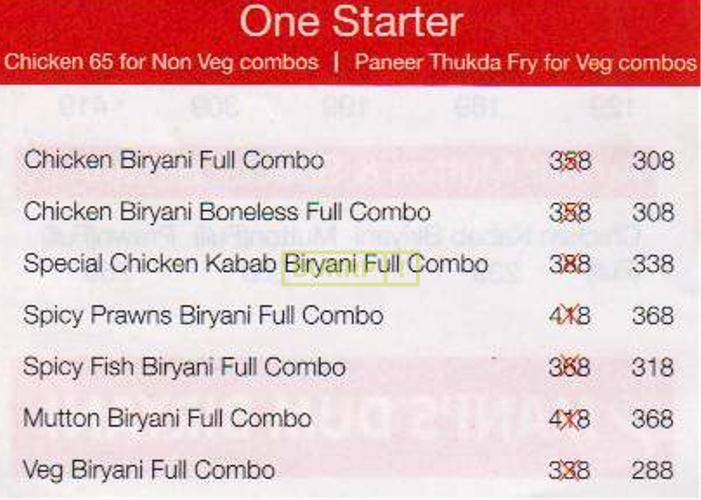 One Starter
Chicken 65 for Non Veg combos | Paneer Thukda Fry for Veg combos
Chicken Biryani Full Combo 358 308
Chicken Biryani Boneless Full Combo 358 308
Special Chicken Kabab Biryani Full Combo 388 338
Spicy Prawns Biryani Full Combo 418 368
Spicy Fish Biryani Full Combo 368 318
Mutton Biryani Full Combo 418 368
Veg Biryani Full Combo 338 288